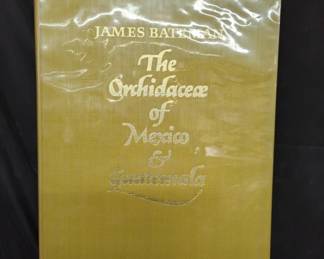 JAMES BATEMAN
The
Orchidaceæ
of
Mexico
&
Guatemala